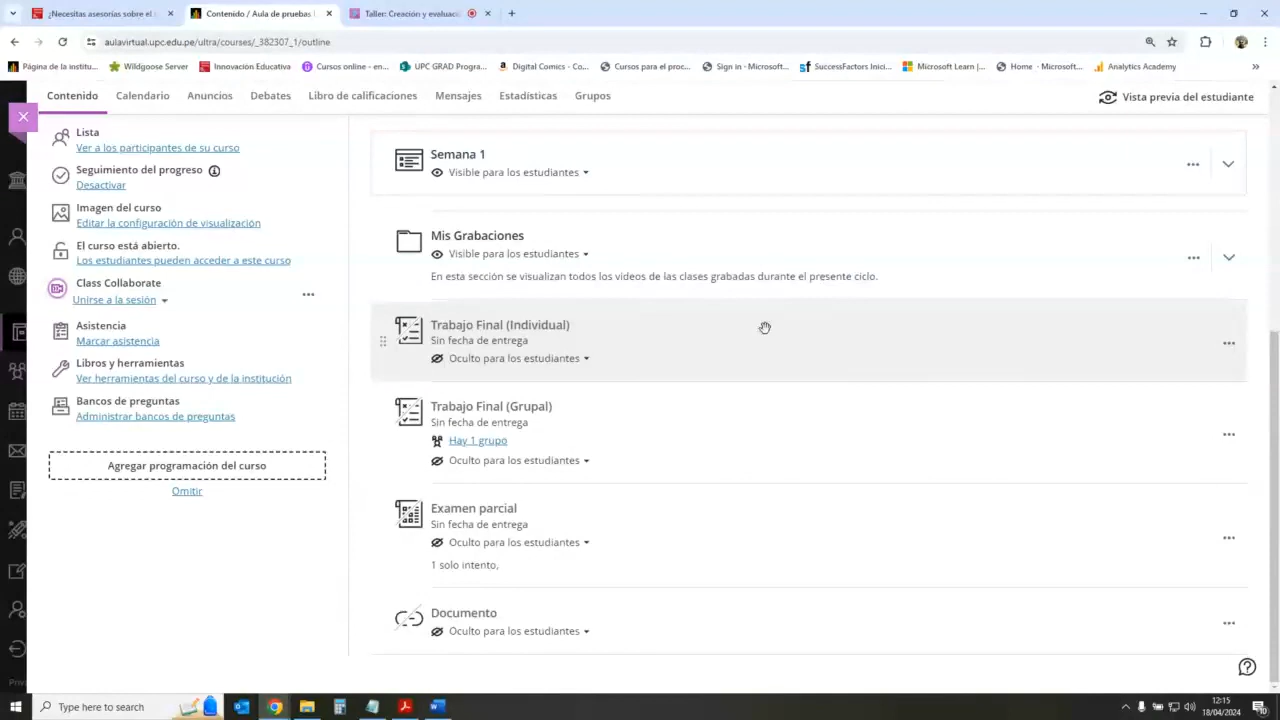 ¿Necesitas asesorías sobre el
Contenido / Aula de pruebas
Taller: Creación y evaluació
aulavirtual.upc.edu.pe/ultra/courses/_382307_1/outline
Página de la institu...
Wildgoose Server
Innovación Educativa
Cursos online - en...
UPC GRAD Progra...
Digital Comics - Co...
Cursos para el proc...
Sign in - Microsoft...
SuccessFactors Inici...
Microsoft Learn |...
Home - Microsoft...
Analytics Academy
Contenido
Calendario
Anuncios
Debates
Libro de calificaciones
Mensajes
Estadísticas
Grupos
Vista previa del estudiante
Lista
Ver a los participantes de su curso
Seguimiento del progreso
Desactivar
Imagen del curso
Editar la configuración de visualización
El curso está abierto.
Los estudiantes pueden acceder a este curso
Class Collaborate
Unirse a la sesión
Asistencia
Marcar asistencia
Libros y herramientas
Ver herramientas del curso y de la institución
Bancos de preguntas
Administrar bancos de preguntas
Agregar programación del curso
Omitir
Semana 1
Visible para los estudiantes
Mis Grabaciones
Visible para los estudiantes
En esta sección se visualizan todos los videos de las clases grabadas durante el presente ciclo.
Trabajo Final (Individual)
Sin fecha de entrega
Oculto para los estudiantes
Trabajo Final (Grupal)
Sin fecha de entrega
Hay 1 grupo
Oculto para los estudiantes
Examen parcial
Sin fecha de entrega
Oculto para los estudiantes
1 solo intento,
Documento
Oculto para los estudiantes
Priv
Type here to search
12:15
18/04/2024
10